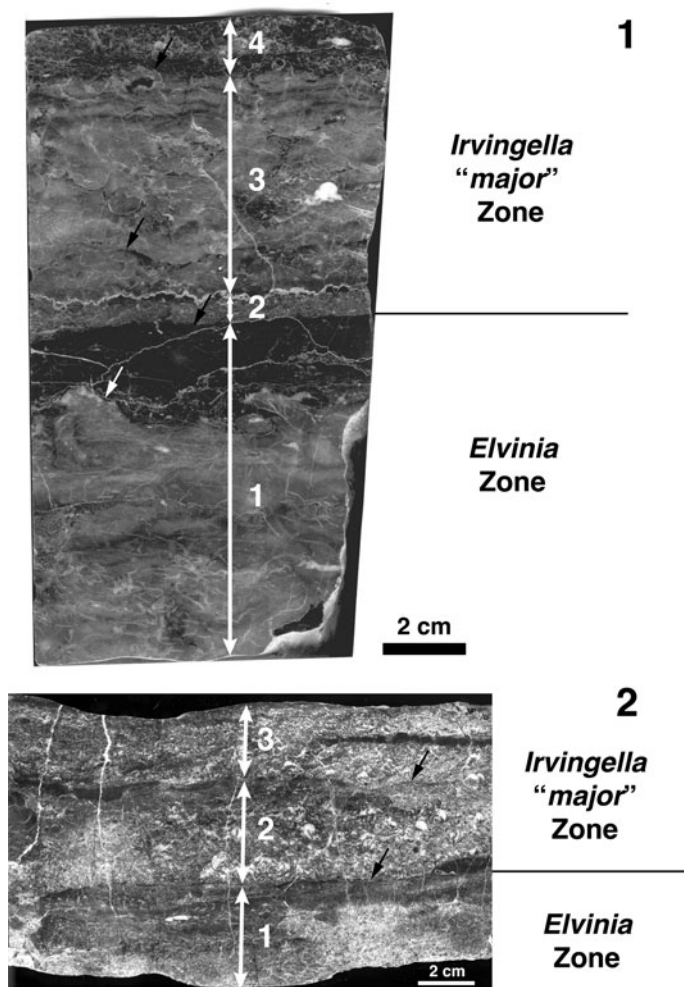 1
4
Irvingella
“major”
Zone
3
2
Elvinia
Zone
1
2 cm
2
Irvingella
“major”
Zone
3
2
1
Elvinia
Zone
2 cm